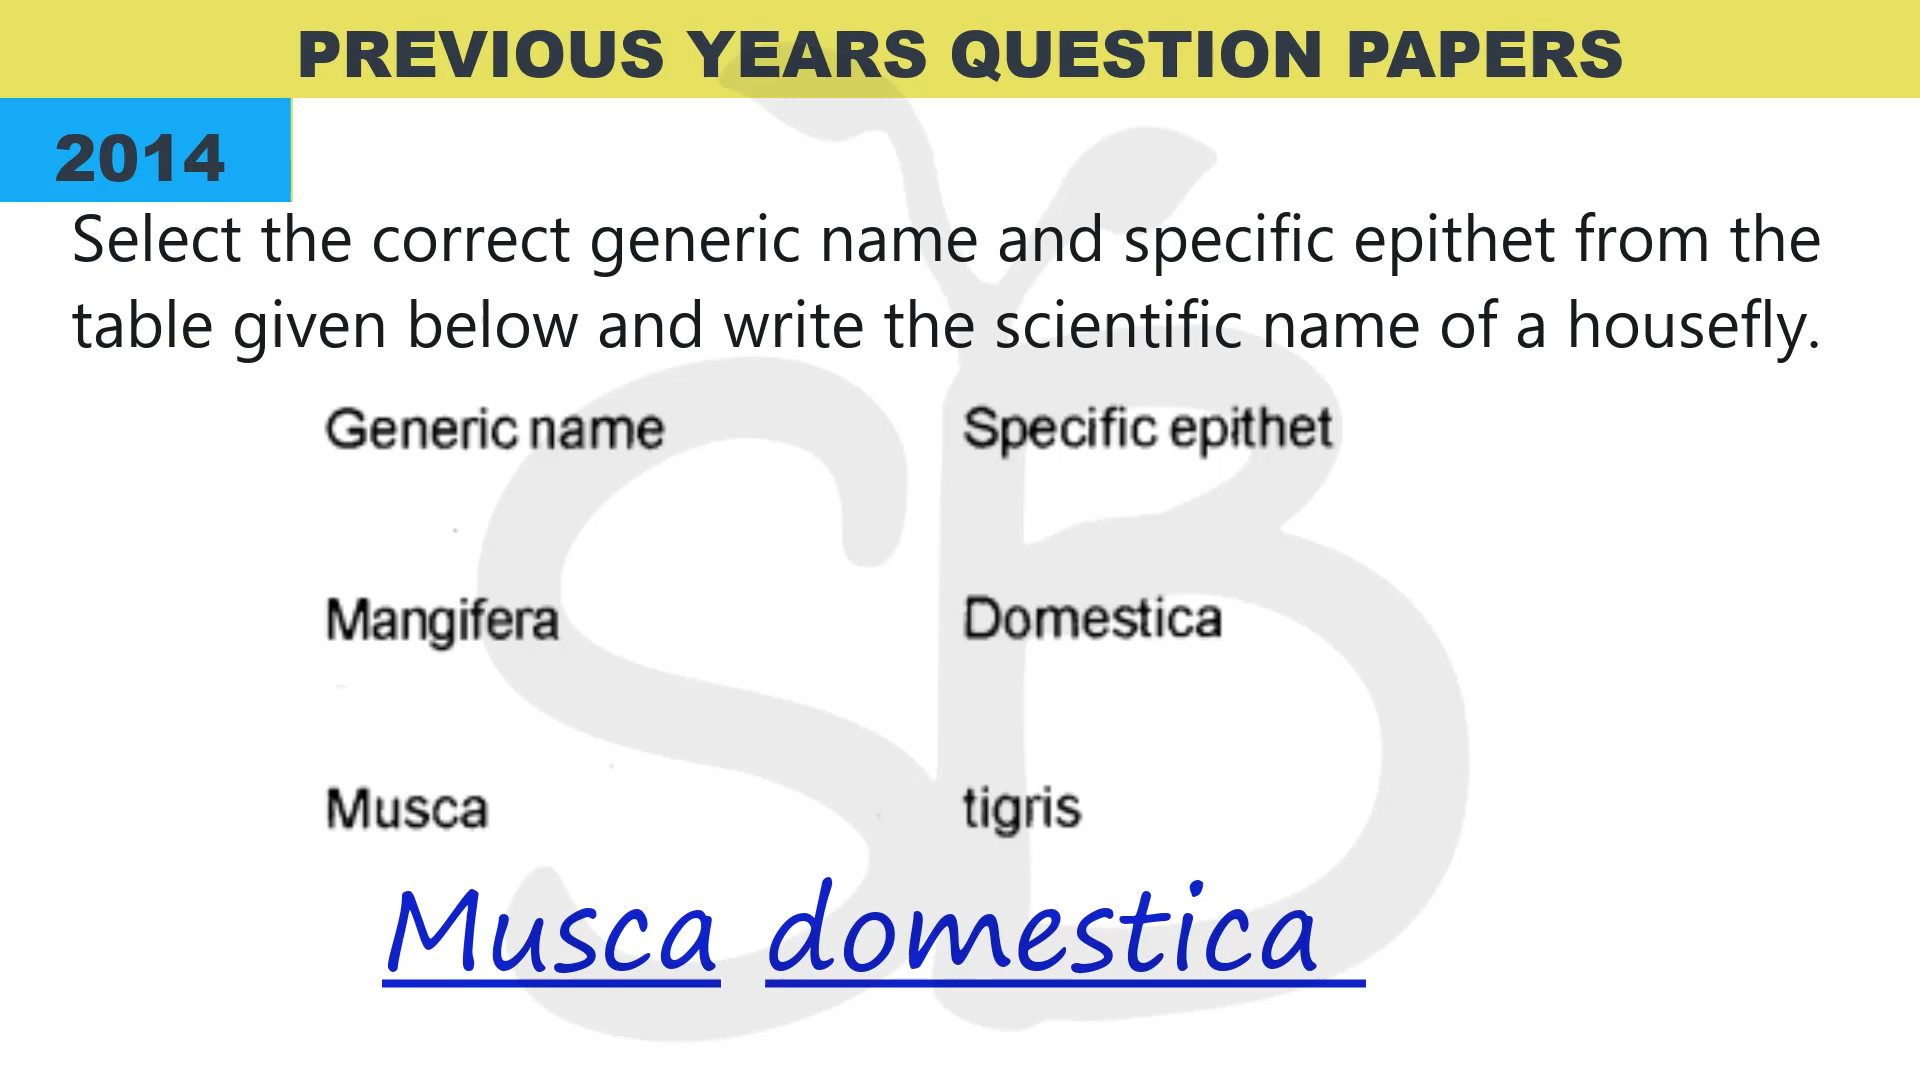 PREVIOUS YEARS QUESTION PAPERS
2014
Select the correct generic name and specific epithet from the
table given below and write the scientific name of a housefly.
Generic name Specific epithet
Mangifera Domestica
Musca tigris
Musca domestica
SB